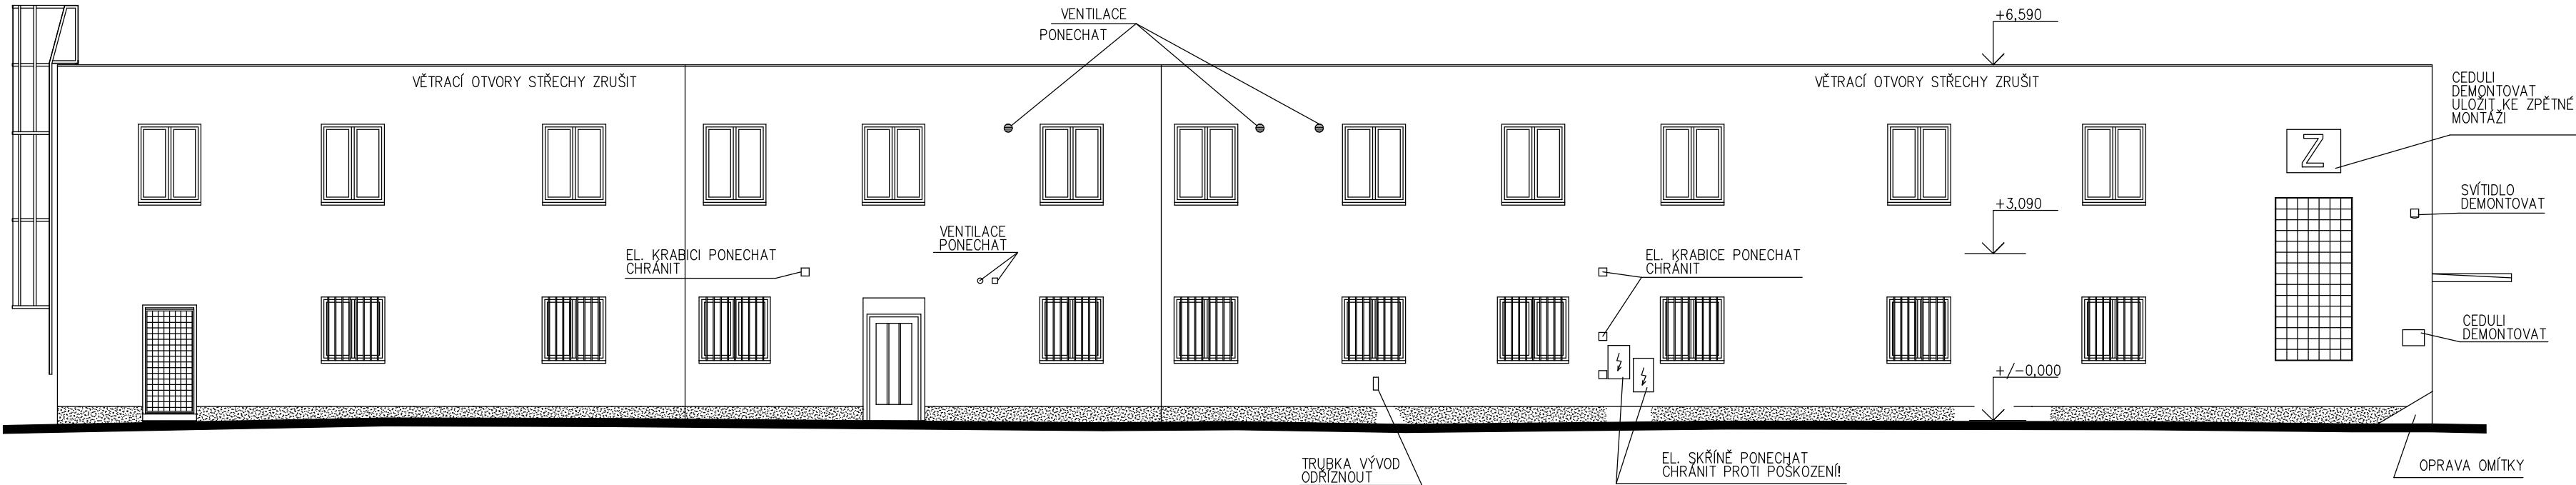 VENTILACE
PONECHAT
+6,590
VĚTRACÍ OTVORY STŘECHY ZRUŠIT
VĚTRACÍ OTVORY STŘECHY ZRUŠIT
CEDULI
DEMONTOVAT
ULOŽIT KE ZPĚTNÉ
MONTÁŽI
Z
SVÍTIDLO
DEMONTOVAT
+3,090
VENTILACE
PONECHAT
EL. KRABICI PONECHAT
CHRÁNIT
EL. KRABICE PONECHAT
CHRÁNIT
CEDULI
DEMONTOVAT
+/-0,000
TRUBKA VÝVOD
ODŘÍZNOUT
EL. SKŘÍNĚ PONECHAT
CHRÁNIT PROTI POŠKOZENÍ!
OPRAVA OMÍTKY